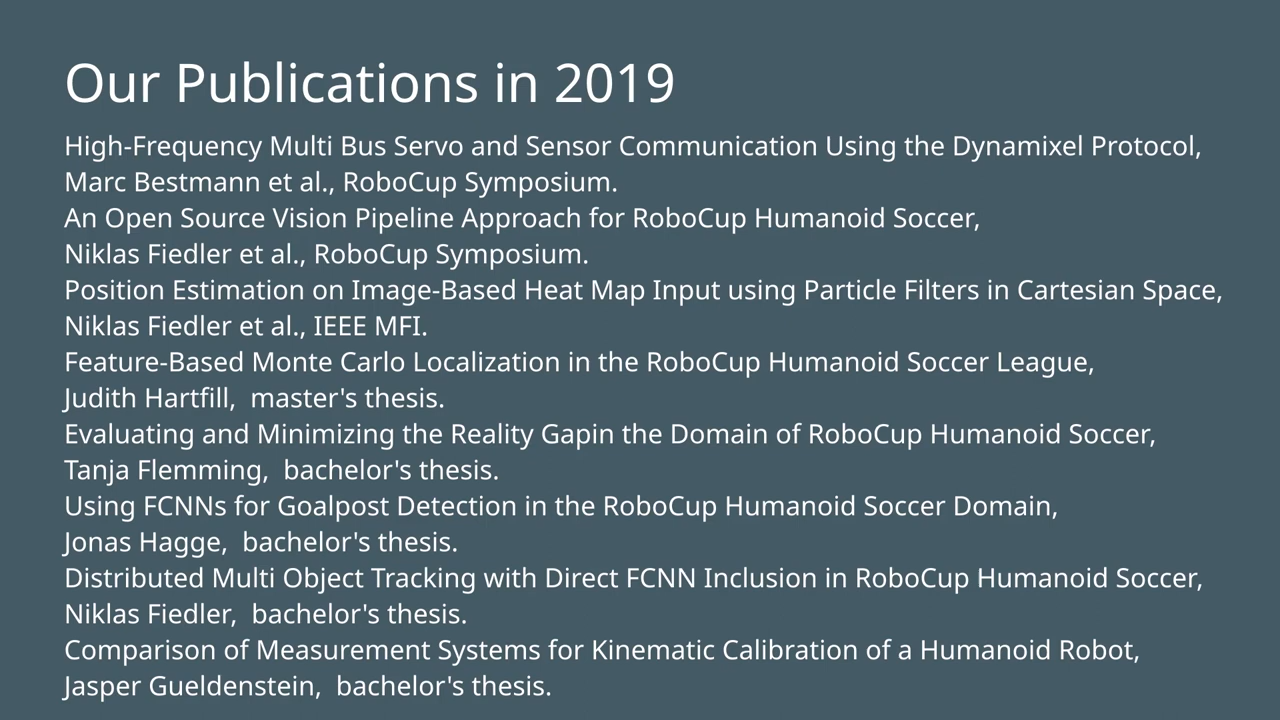 Our Publications in 2019
High-Frequency Multi Bus Servo and Sensor Communication Using the Dynamixel Protocol,
Marc Bestmann et al., RoboCup Symposium.
An Open Source Vision Pipeline Approach for RoboCup Humanoid Soccer,
Niklas Fiedler et al., RoboCup Symposium.
Position Estimation on Image-Based Heat Map Input using Particle Filters in Cartesian Space,
Niklas Fiedler et al., IEEE MFI.
Feature-Based Monte Carlo Localization in the RoboCup Humanoid Soccer League,
Judith Hartfill,  master's thesis.
Evaluating and Minimizing the Reality Gapin the Domain of RoboCup Humanoid Soccer,
Tanja Flemming,  bachelor's thesis.
Using FCNNs for Goalpost Detection in the RoboCup Humanoid Soccer Domain,
Jonas Hagge,  bachelor's thesis.
Distributed Multi Object Tracking with Direct FCNN Inclusion in RoboCup Humanoid Soccer,
Niklas Fiedler,  bachelor's thesis.
Comparison of Measurement Systems for Kinematic Calibration of a Humanoid Robot,
Jasper Gueldenstein,  bachelor's thesis.